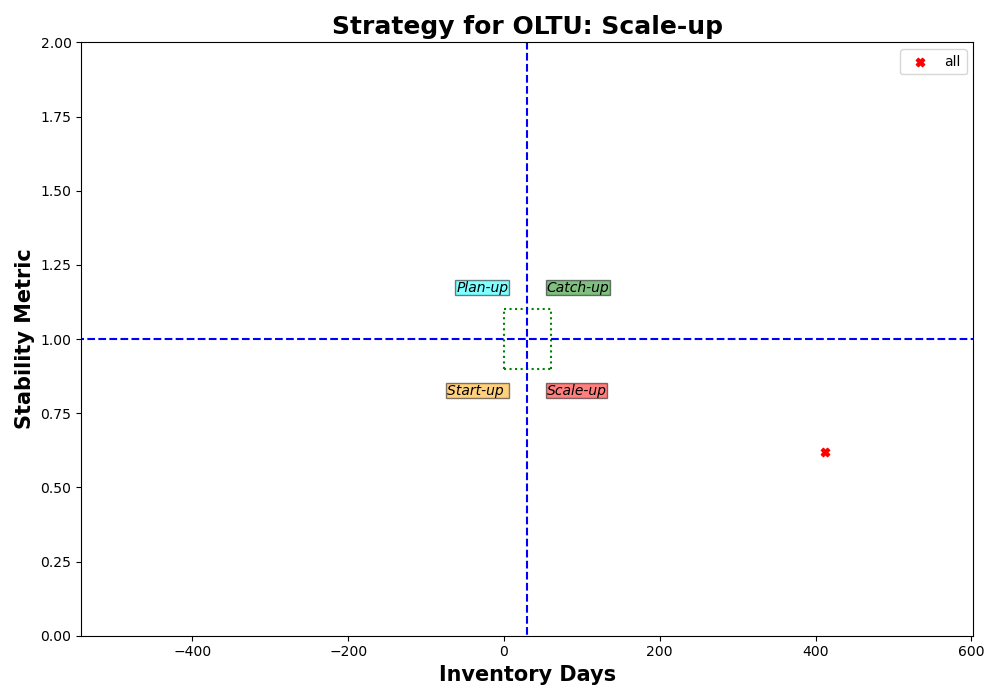 Strategy for OLTU: Scale-up
all
2.00
1.75
1.50
1.25
1.00
0.75
0.50
0.25
0.00
Stability Metric
Plan-up
Catch-up
Start-up
Scale-up
−400
−200
0
200
400
600
Inventory Days